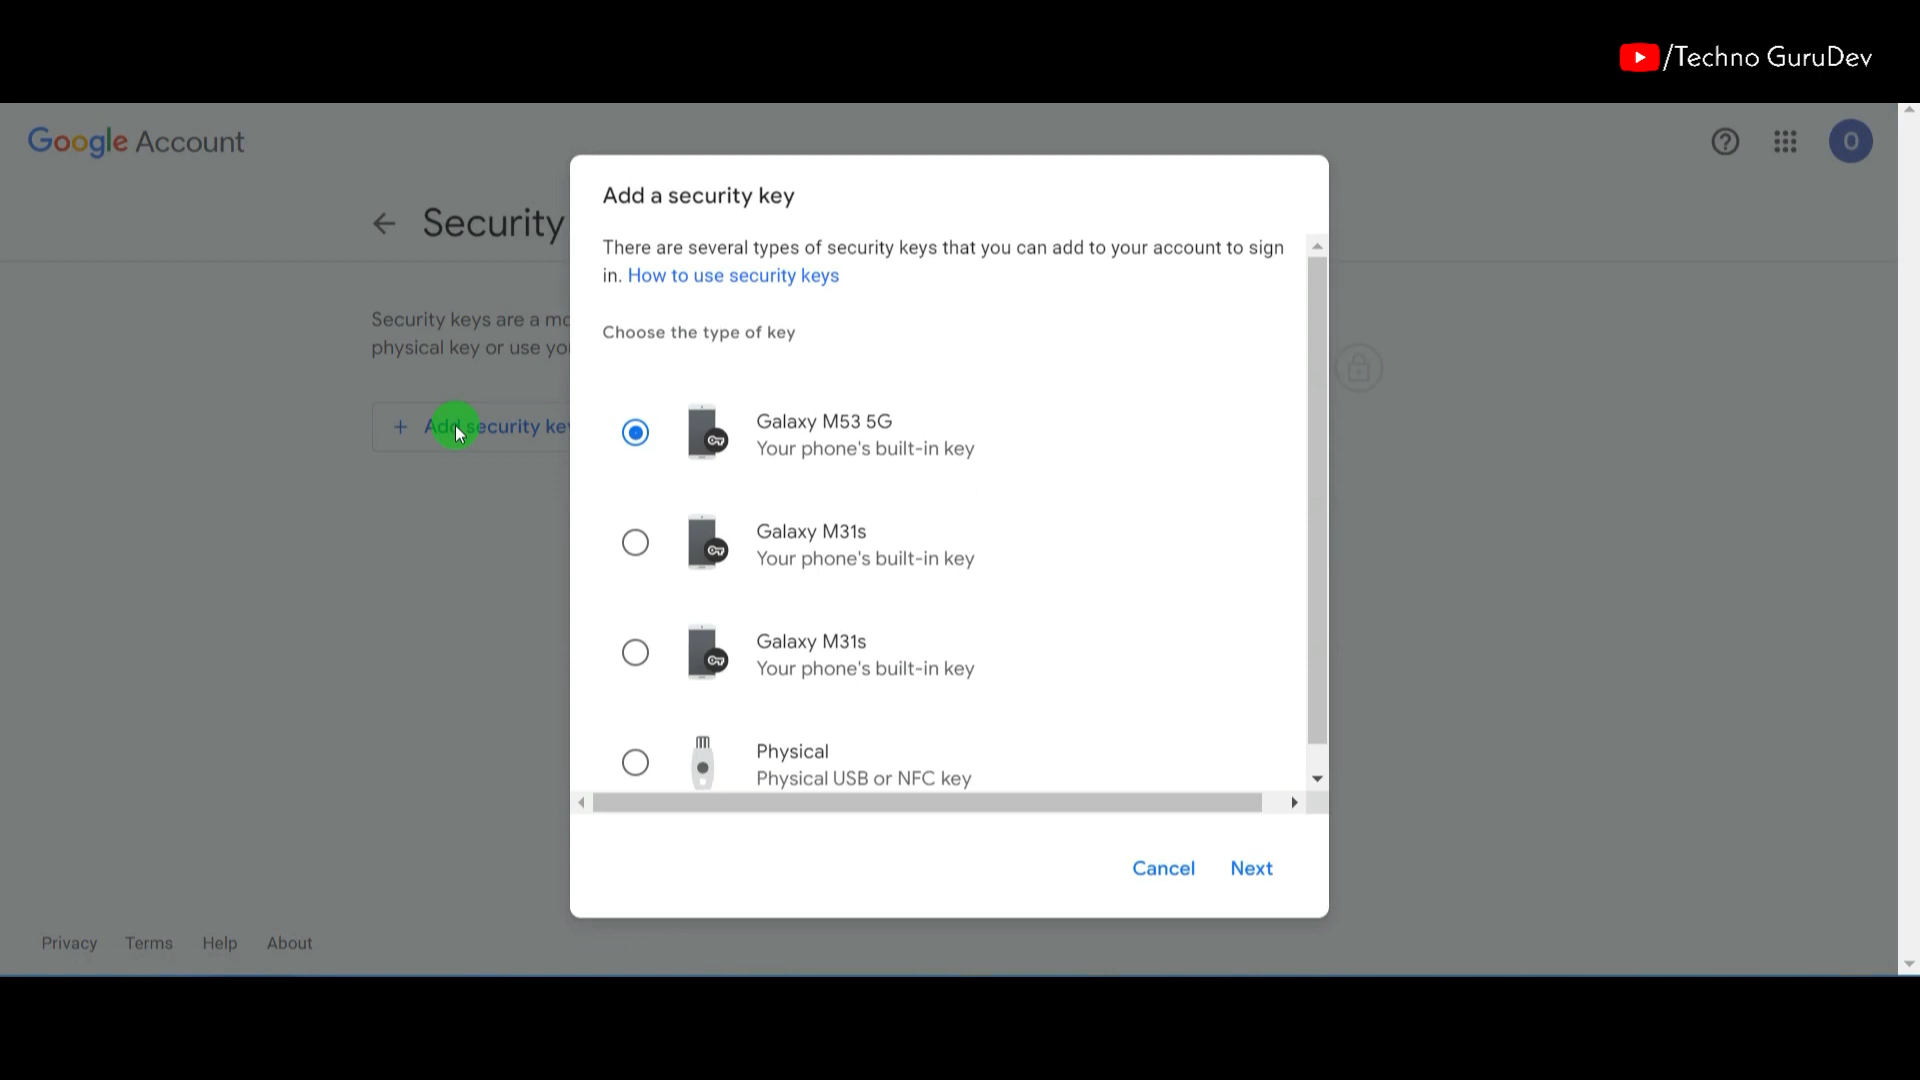 /Techno GuruDev
Google Account
O
Security
Add a security key
There are several types of security keys that you can add to your account to sign
in. How to use security keys
Choose the type of key
Security keys are a mo
physical key or use yo
+ Add security key
Galaxy M53 5G
Your phone's built-in key
Galaxy M31s
Your phone's built-in key
Galaxy M31s
Your phone's built-in key
Physical
Physical USB or NFC key
Cancel Next
Privacy Terms Help About